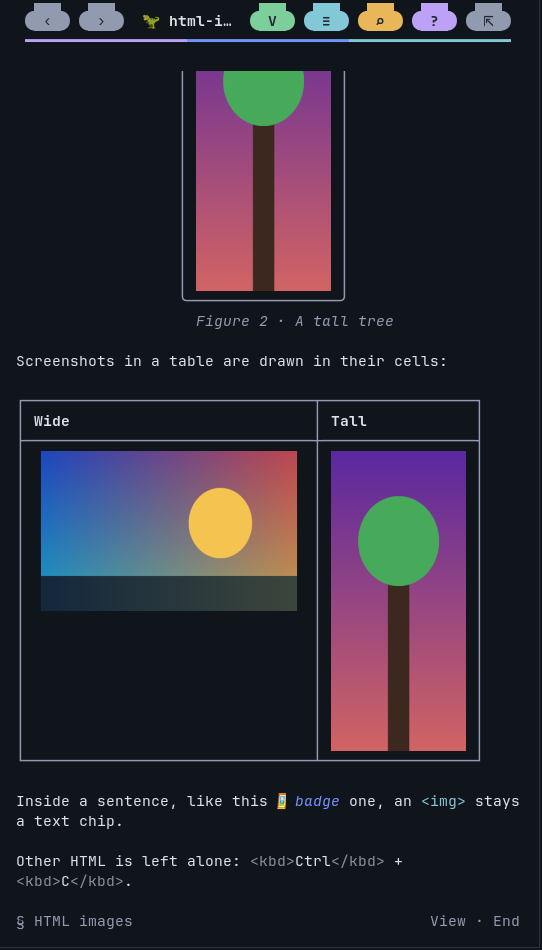 ‹ › html-i… V ≡ ⌕ ? ⇱
Figure 2 · A tall tree
Screenshots in a table are drawn in their cells:
Wide Tall
Inside a sentence, like this badge one, an <img> stays
a text chip.
Other HTML is left alone: <kbd>Ctrl</kbd> +
<kbd>C</kbd>.
§ HTML images View · End